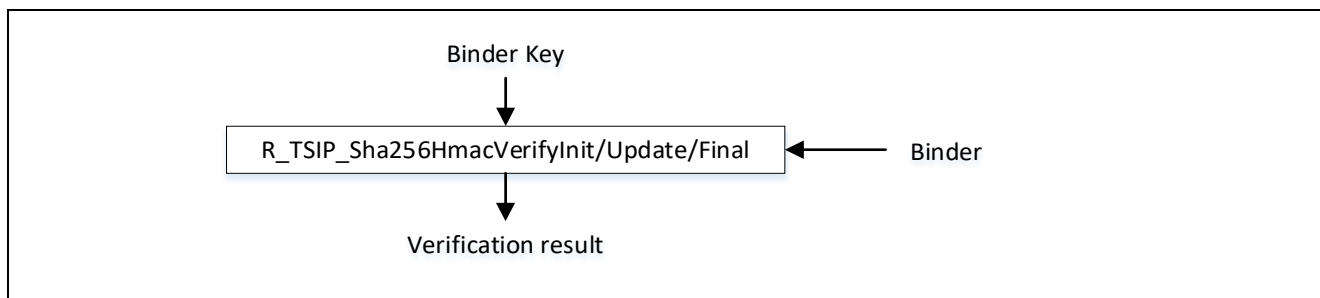 Binder Key
R_TSIP_Sha256HmacVerifyInit/Update/Final
Binder
Verification result